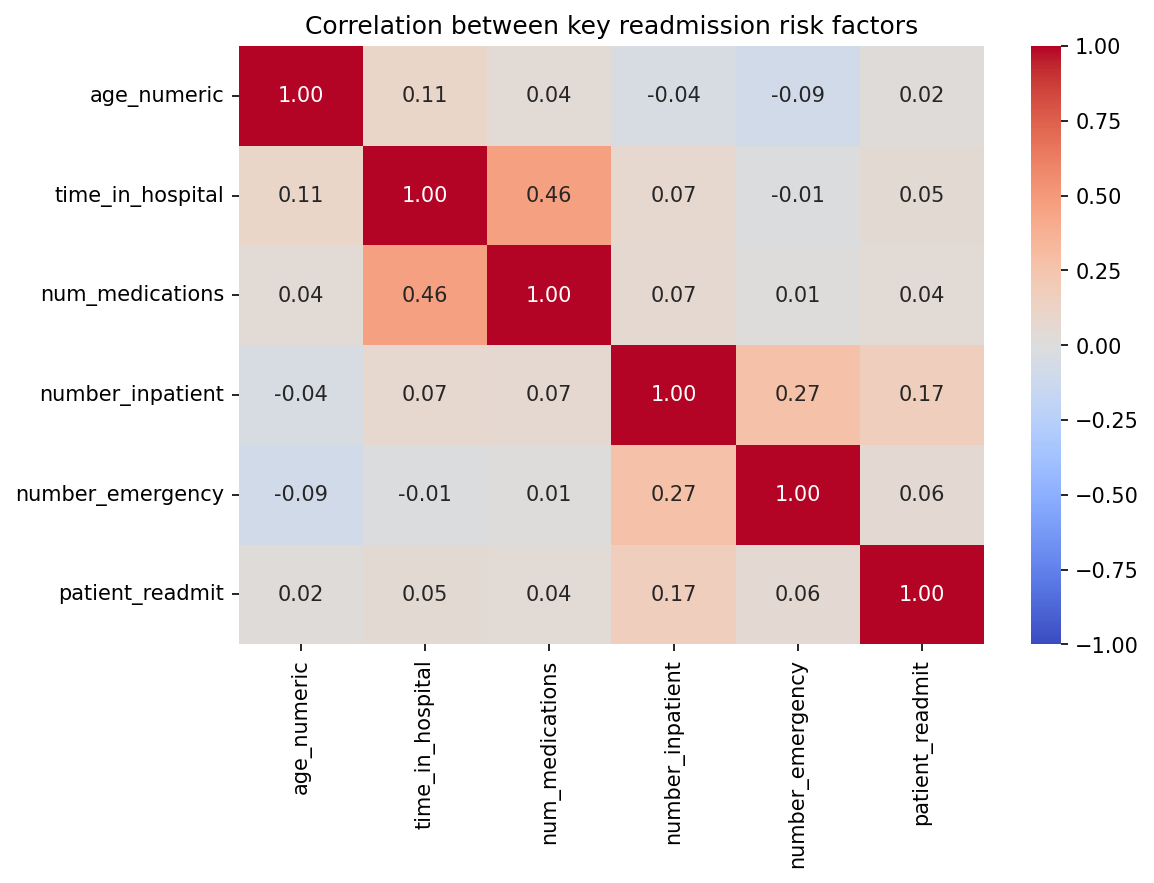 Correlation between key readmission risk factors
age_numeric 1.00 0.11 0.04 -0.04 -0.09 0.02
time_in_hospital 0.11 1.00 0.46 0.07 -0.01 0.05
num_medications 0.04 0.46 1.00 0.07 0.01 0.04
number_inpatient -0.04 0.07 0.07 1.00 0.27 0.17
number_emergency -0.09 -0.01 0.01 0.27 1.00 0.06
patient_readmit 0.02 0.05 0.04 0.17 0.06 1.00
age_numeric
time_in_hospital
num_medications
number_inpatient
number_emergency
patient_readmit
1.00
0.75
0.50
0.25
0.00
−0.25
−0.50
−0.75
−1.00